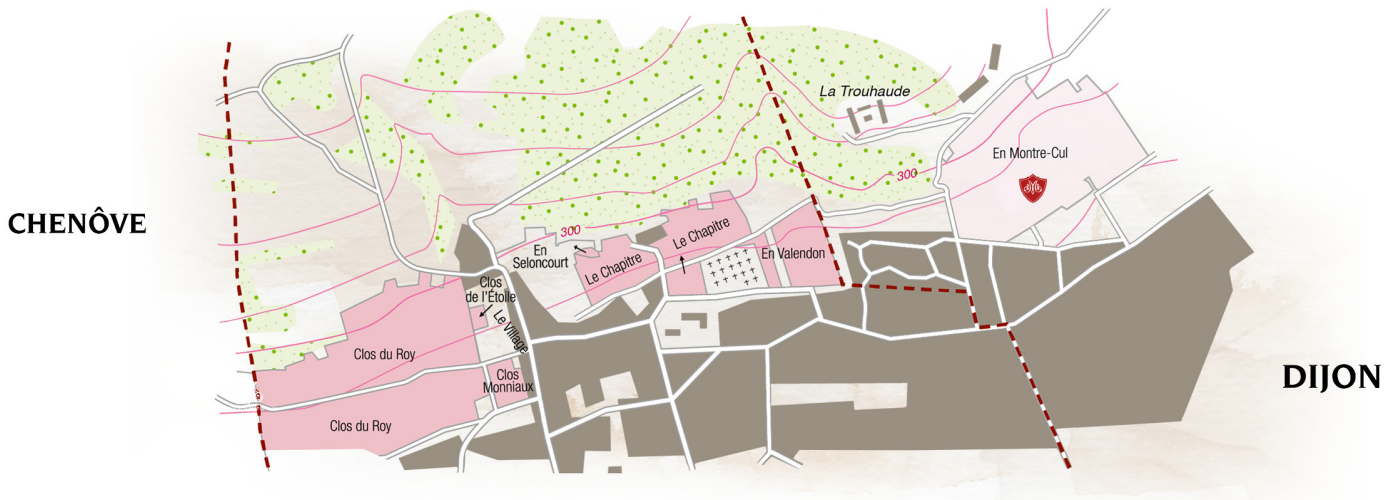 La Trouhaude
En Montre-Cul
300
CHENÔVE
Le Chapitre
300
En
Seloncourt
En Valendon
Le Chapitre
Clos
de l'Étoile
Le Village
Clos du Roy
DIJON
Clos
Monniaux
Clos du Roy